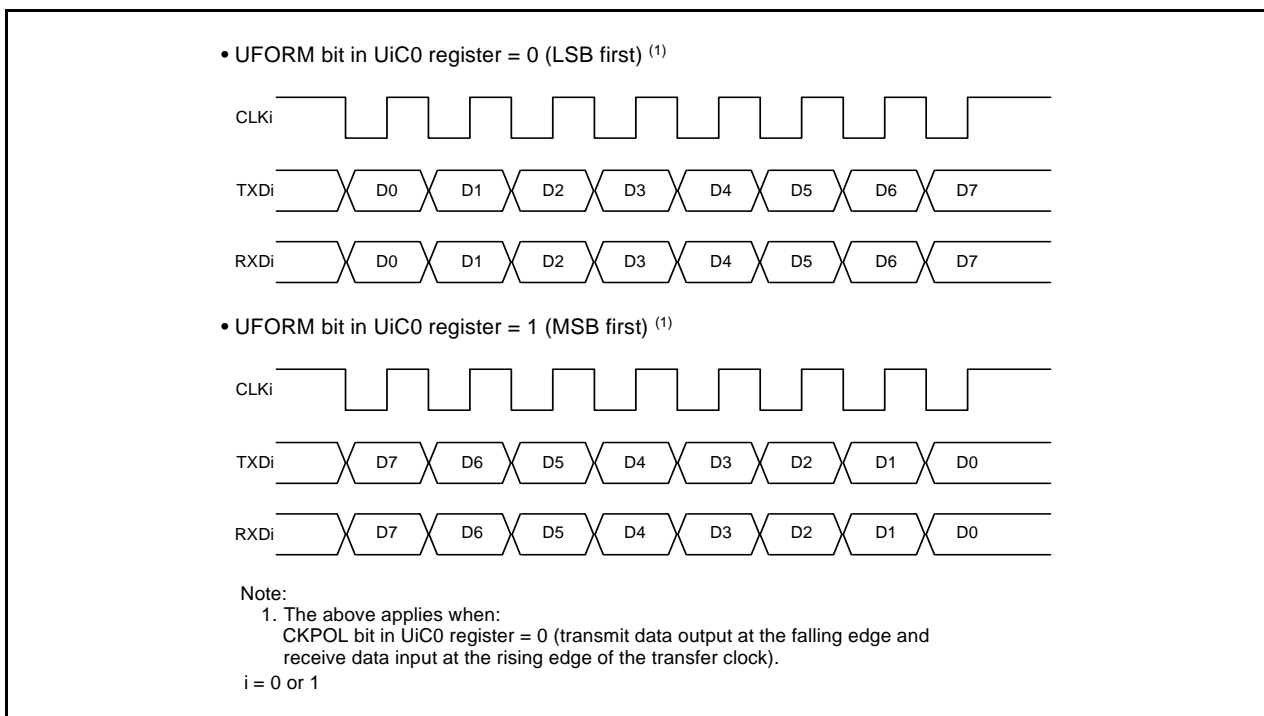 • UFORM bit in UiC0 register = 0 (LSB first) (1)
CLKi
TXDi D0 D1 D2 D3 D4 D5 D6 D7
RXDi D0 D1 D2 D3 D4 D5 D6 D7
• UFORM bit in UiC0 register = 1 (MSB first) (1)
CLKi
TXDi D7 D6 D5 D4 D3 D2 D1 D0
RXDi D7 D6 D5 D4 D3 D2 D1 D0
Note:
1. The above applies when:
CKPOL bit in UiC0 register = 0 (transmit data output at the falling edge and
receive data input at the rising edge of the transfer clock).
i = 0 or 1